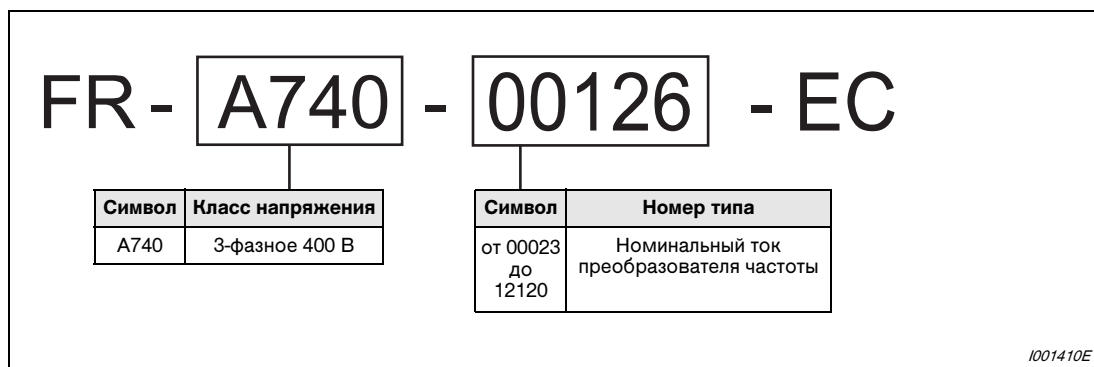 FR - A740 - 00126 - EC
Символ Класс напряжения
A740 3-фазное 400 В
Символ Номер типа
от 00023 до 12120 Номинальный ток преобразователя частоты
I001410E